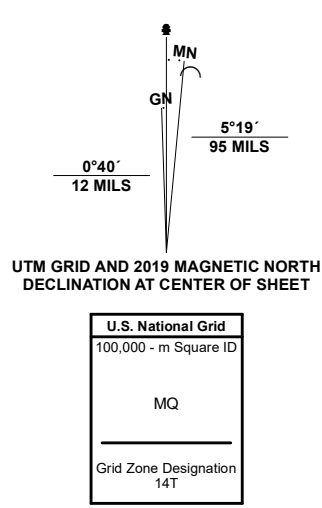 MN
GN
5°19´
95 MILS
0°40´
12 MILS
UTM GRID AND 2019 MAGNETIC NORTH
DECLINATION AT CENTER OF SHEET
U.S. National Grid
100,000 - m Square ID
MQ
Grid Zone Designation
14T